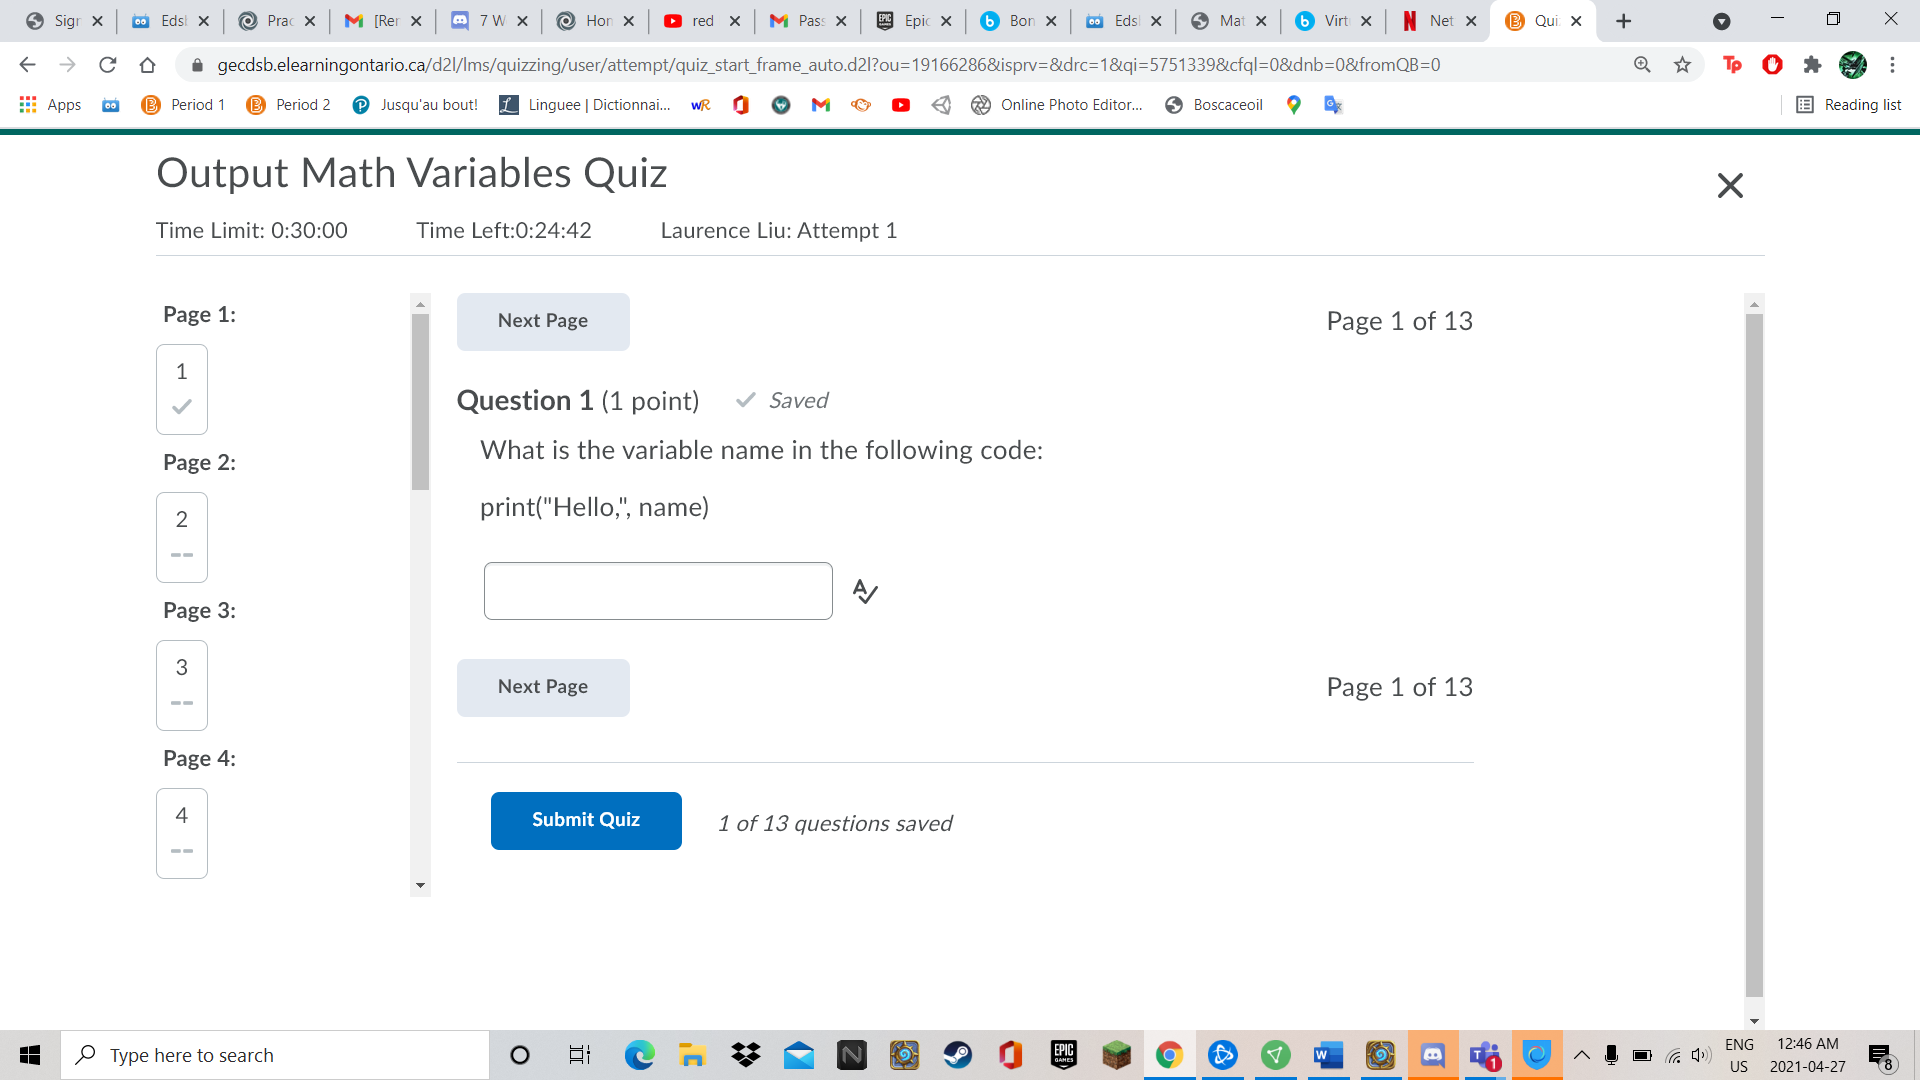 Sigr
Eds
Prac
[Rer
7 W
Hon
red
Pass
Epic
Bon
Eds
Mat
Virt
Net
Qui
gecdsb.elearningontario.ca/d2l/lms/quizzing/user/attempt/quiz_start_frame_auto.d2l?ou=19166286&isprv=&drc=1&qi=5751339&cfql=0&dnb=0&fromQB=0
Apps
Period 1
Period 2
Jusqu'au bout!
Linguee | Dictionnai...
Online Photo Editor...
Boscaceoil
Reading list
Output Math Variables Quiz
Time Limit: 0:30:00 Time Left:0:24:42 Laurence Liu: Attempt 1
Page 1:
1
Page 2:
2
--
Page 3:
3
--
Page 4:
4
--
Next Page
Page 1 of 13
Question 1 (1 point) Saved
What is the variable name in the following code:
print("Hello,", name)
Next Page
Page 1 of 13
Submit Quiz
1 of 13 questions saved
Type here to search
EPIC
GAMES
1
ENG
US
12:46 AM
2021-04-27
8